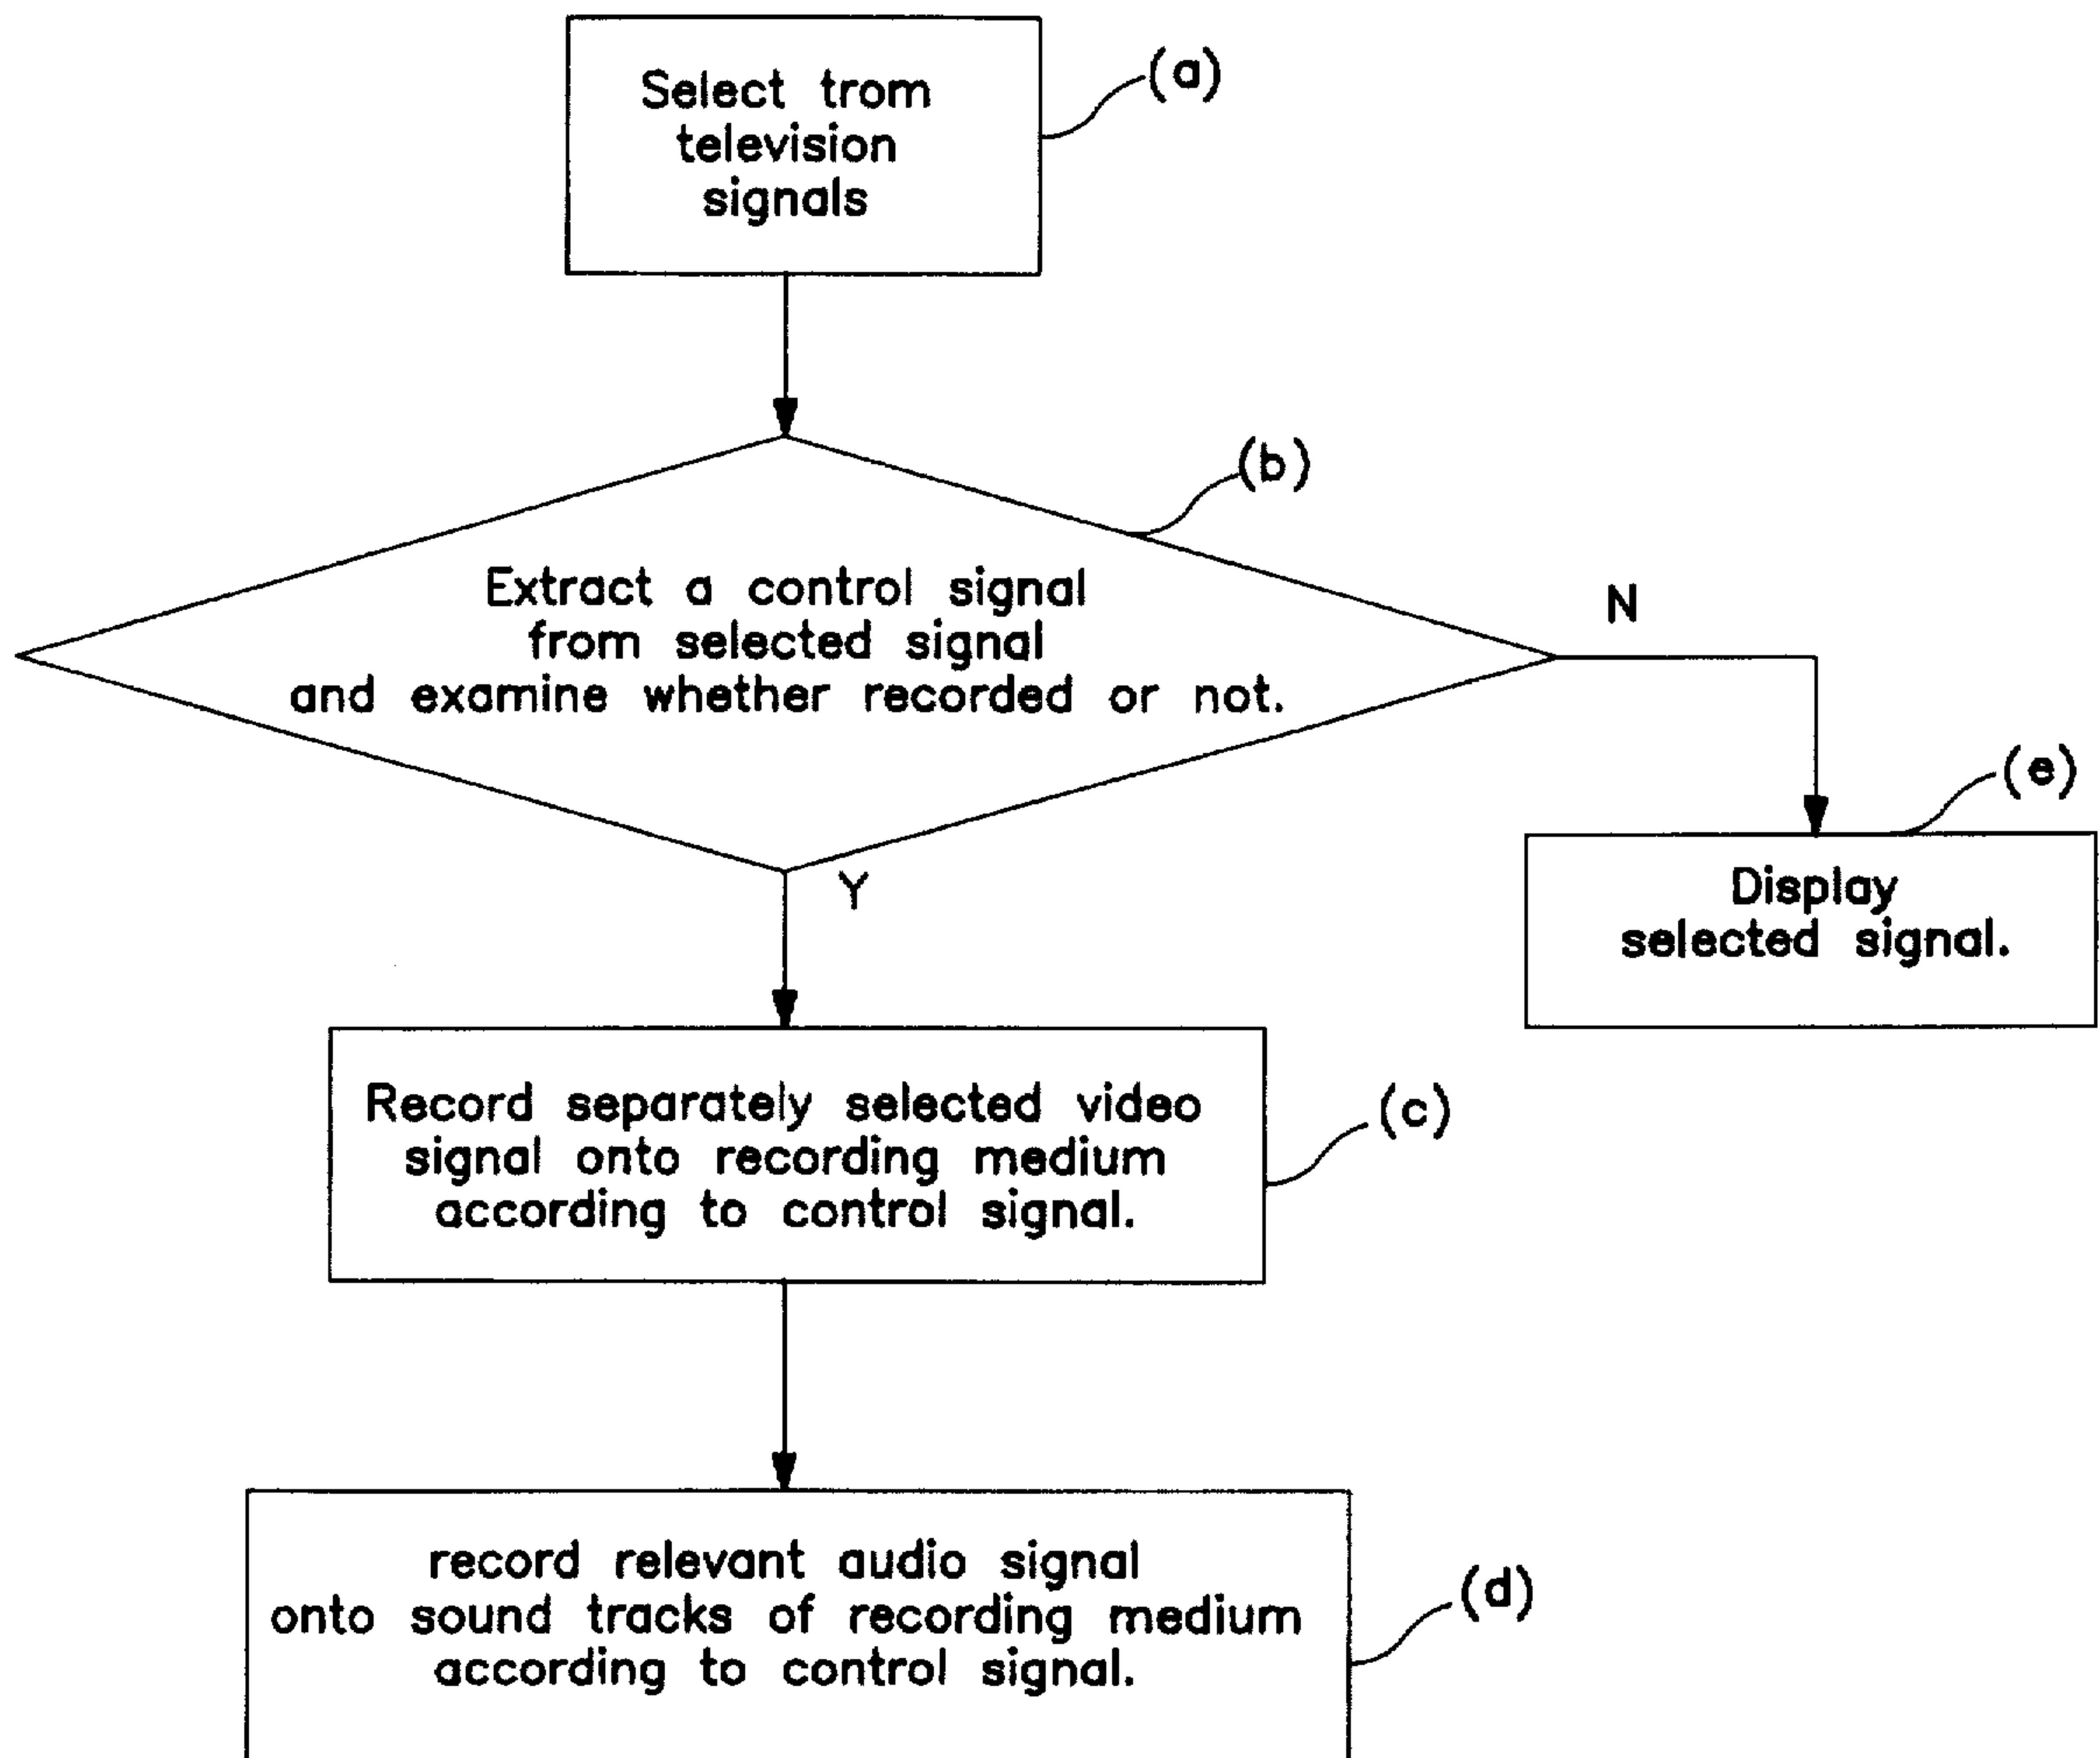 Select trom
television
signals
(a)
(b)
Extract a control signal
from selected signal
and examine whether recorded or not.
N
Y
(e)
Display
selected signal.
Record separately selected video
signal onto recording medium
according to control signal.
(c)
record relevant audio signal
onto sound tracks of recording medium
according to control signal.
(d)